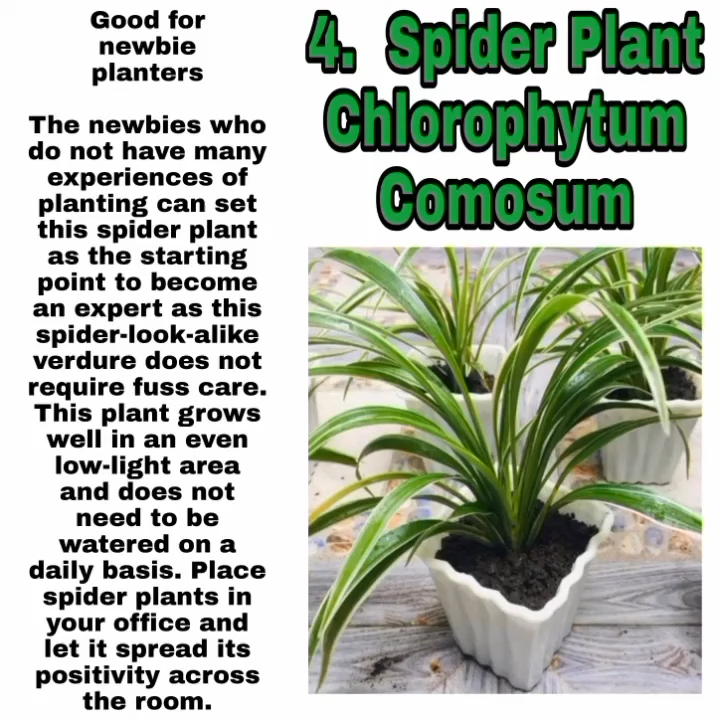 Good for
newbie
planters
The newbies who
do not have many
experiences of
planting can set
this spider plant
as the starting
point to become
an expert as this
spider-look-alike
verdure does not
require fuss care.
This plant grows
well in an even
low-light area
and does not
need to be
watered on a
daily basis. Place
spider plants in
your office and
let it spread its
positivity across
the room.
4. Spider Plant
Chlorophytum
Comosum